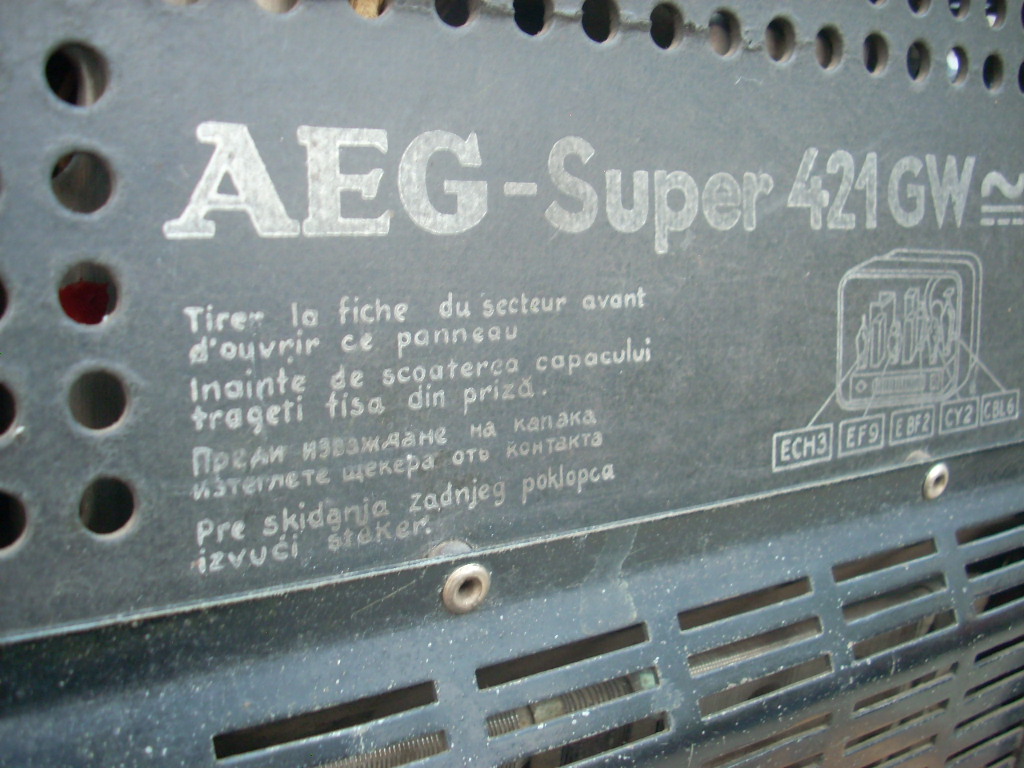 AEG-Super 421GW
Tirer la fiche du secteur avant
d'ouvrir ce panneau
Inainte de scoaterea capacului
trageti fisa din priză.
Преди изваждане на капака
изтеглете щекера отъ контакта
Pre skidanja zadnjeg poklopca
izvući steker.
ECH3 EF9 EBF2 CY2 CBL6